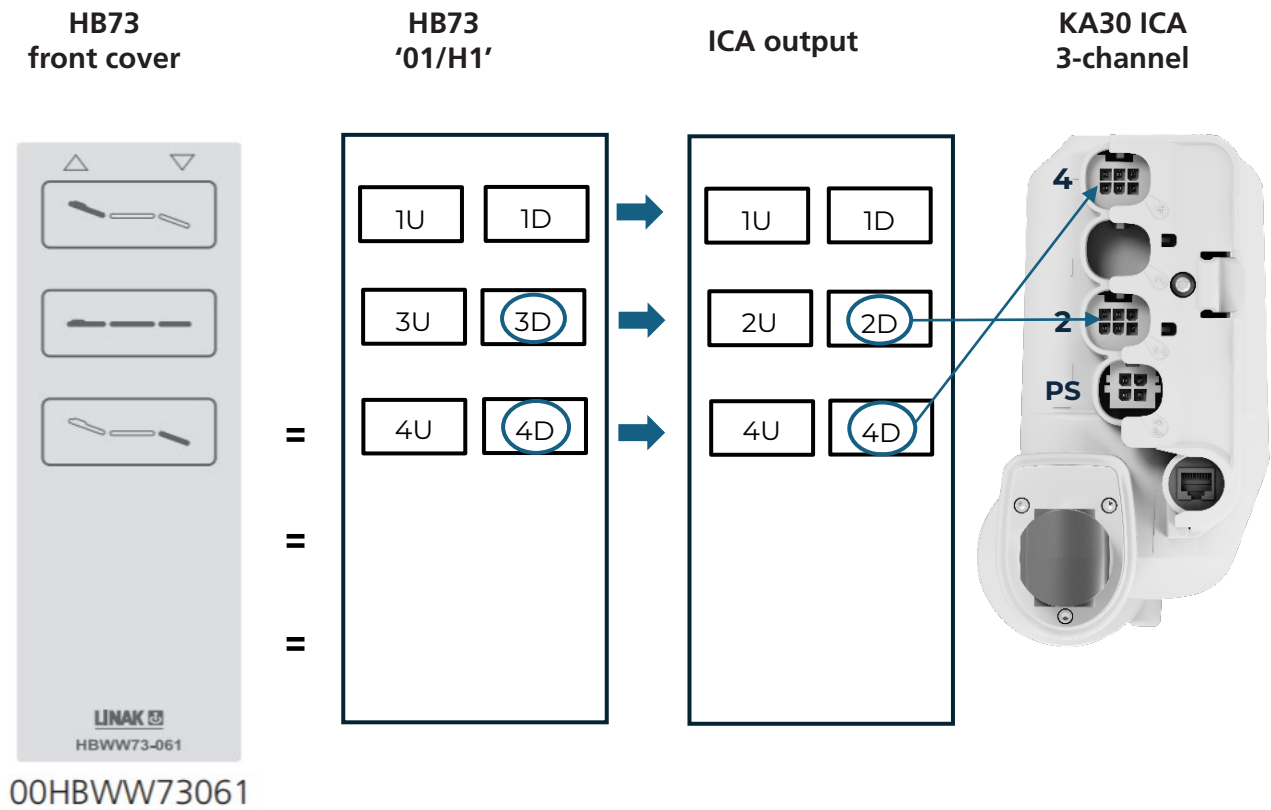 HB73
front cover
HB73
'01/H1'
ICA output
KA30 ICA
3-channel
1U 1D 1U 1D
3U 3D 2U 2D
= 4U 4D 4U 4D
=
=
4
2
PS
LINAK
HBWW73-061
00HBWW73061